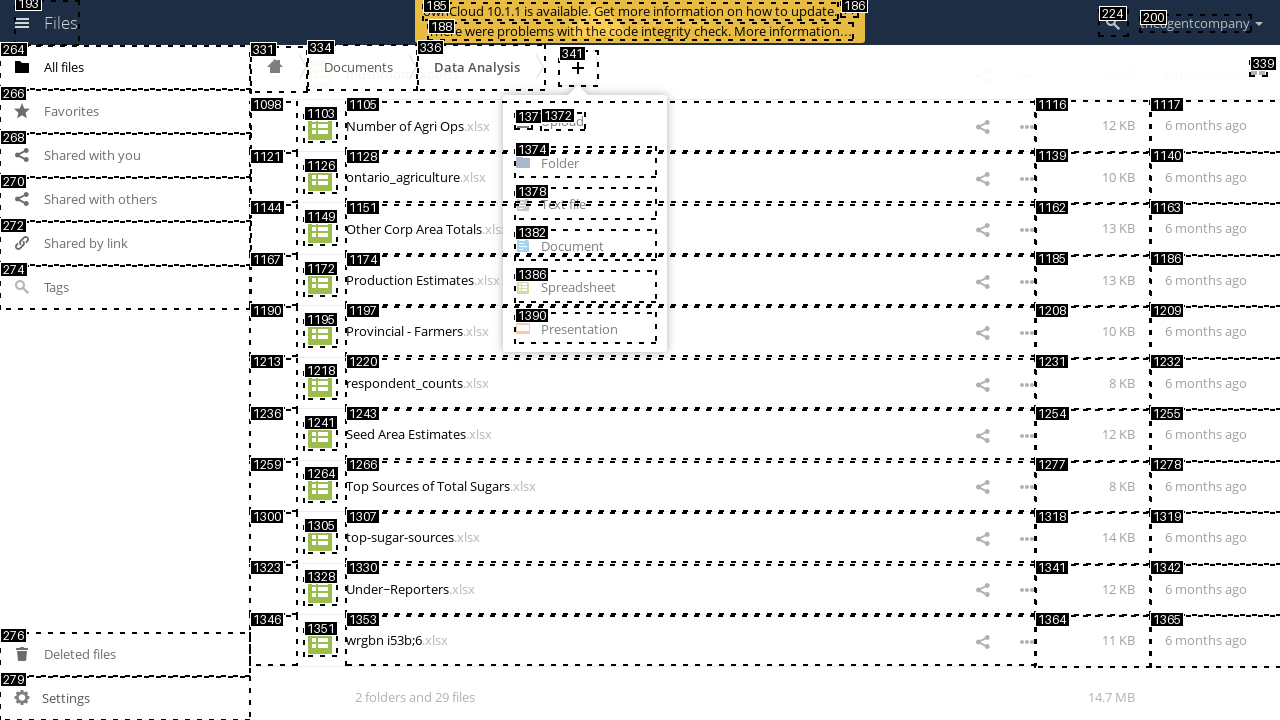 193
Files
185
ownCloud 10.1.1 is available. Get more information on how to update.
186
188
There were problems with the code integrity check. More information…
224
200
theagentcompany
264
All files
331
334
Documents
336
Data Analysis
341
+
339
266
Favorites
268
Shared with you
270
Shared with others
272
Shared by link
274
Tags
276
Deleted files
279
Settings
137
1372
Upload
1374
Folder
1378
Text file
1382
Document
1386
Spreadsheet
1390
Presentation
1098
1103
1105
Number of Agri Ops.xlsx
1116
12 KB
1117
6 months ago
1121
1126
1128
ontario_agriculture.xlsx
1139
10 KB
1140
6 months ago
1144
1149
1151
Other Corp Area Totals.xls
1162
13 KB
1163
6 months ago
1167
1172
1174
Production Estimates.xlsx
1185
13 KB
1186
6 months ago
1190
1195
1197
Provincial - Farmers.xlsx
1208
10 KB
1209
6 months ago
1213
1218
1220
respondent_counts.xlsx
1231
8 KB
1232
6 months ago
1236
1241
1243
Seed Area Estimates.xlsx
1254
12 KB
1255
6 months ago
1259
1264
1266
Top Sources of Total Sugars.xlsx
1277
8 KB
1278
6 months ago
1300
1305
1307
top-sugar-sources.xlsx
1318
14 KB
1319
6 months ago
1323
1328
1330
Under~Reporters.xlsx
1341
12 KB
1342
6 months ago
1346
1351
1353
wrgbn i53b;6.xlsx
1364
11 KB
1365
6 months ago
2 folders and 29 files
14.7 MB